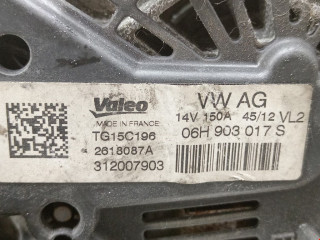 Valeo
MADE IN FRANCE
TG15C196
2618087A
312007903
VW AG
14V 150A 45/12 VL2
06H 903 017 S